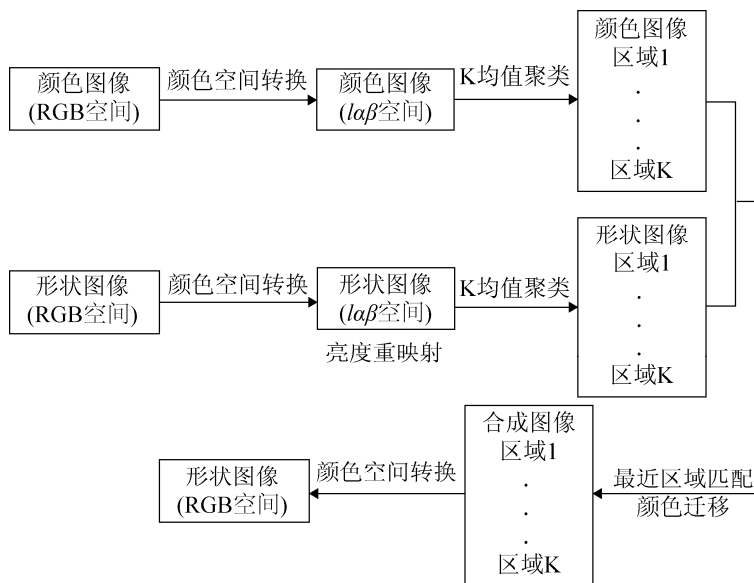 颜色图像
(RGB空间)
颜色空间转换
颜色图像
(lαβ空间)
K均值聚类
颜色图像
区域1
.
.
.
区域K
形状图像
(RGB空间)
颜色空间转换
形状图像
(lαβ空间)
亮度重映射
K均值聚类
形状图像
区域1
.
.
.
区域K
最近区域匹配
颜色迁移
合成图像
区域1
.
.
.
区域K
颜色空问转换
形状图像
(RGB空间)